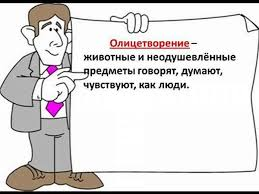 Олицетворение –
животные и неодушевлённые
предметы говорят, думают,
чувствуют, как люди.